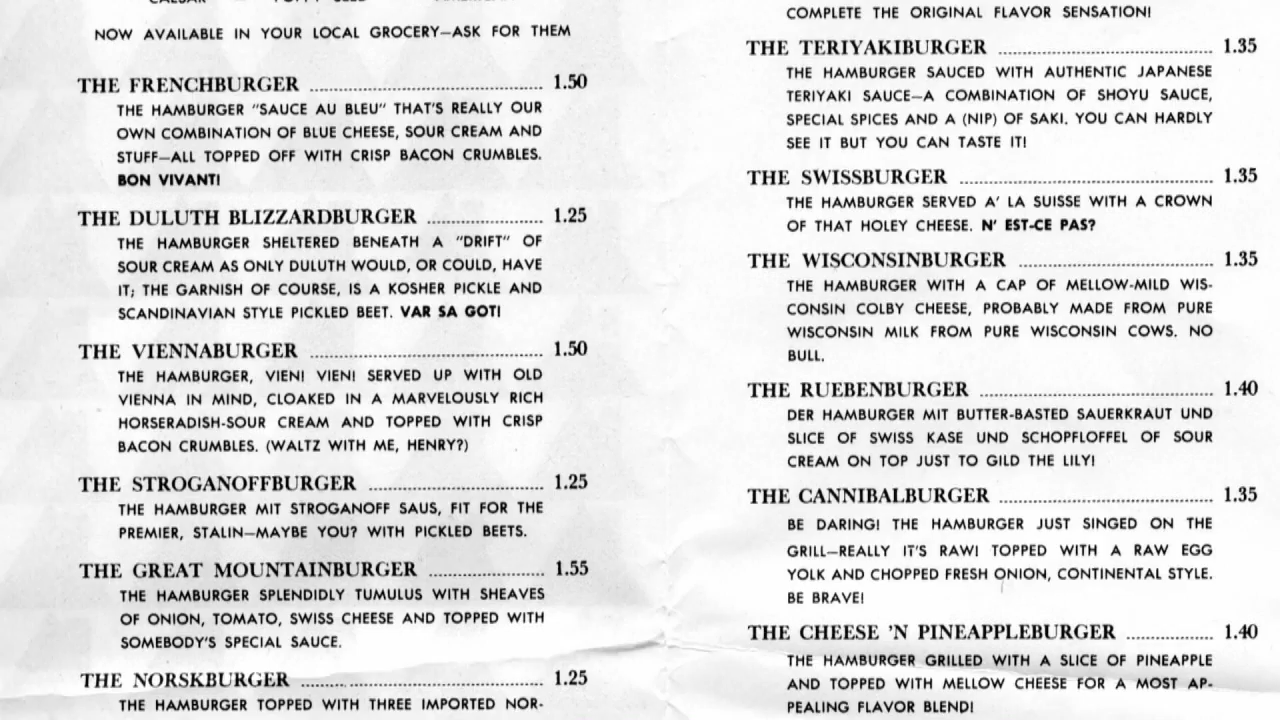 NOW AVAILABLE IN YOUR LOCAL GROCERY—ASK FOR THEM
THE FRENCHBURGER 1.50
THE HAMBURGER "SAUCE AU BLEU" THAT'S REALLY OUR
OWN COMBINATION OF BLUE CHEESE, SOUR CREAM AND
STUFF—ALL TOPPED OFF WITH CRISP BACON CRUMBLES.
BON VIVANT!
THE DULUTH BLIZZARDBURGER 1.25
THE HAMBURGER SHELTERED BENEATH A "DRIFT" OF
SOUR CREAM AS ONLY DULUTH WOULD, OR COULD, HAVE
IT; THE GARNISH OF COURSE, IS A KOSHER PICKLE AND
SCANDINAVIAN STYLE PICKLED BEET. VAR SA GOT!
THE VIENNABURGER 1.50
THE HAMBURGER, VIEN! VIEN! SERVED UP WITH OLD
VIENNA IN MIND, CLOAKED IN A MARVELOUSLY RICH
HORSERADISH-SOUR CREAM AND TOPPED WITH CRISP
BACON CRUMBLES. (WALTZ WITH ME, HENRY?)
THE STROGANOFFBURGER 1.25
THE HAMBURGER MIT STROGANOFF SAUS, FIT FOR THE
PREMIER, STALIN—MAYBE YOU? WITH PICKLED BEETS.
THE GREAT MOUNTAINBURGER 1.55
THE HAMBURGER SPLENDIDLY TUMULUS WITH SHEAVES
OF ONION, TOMATO, SWISS CHEESE AND TOPPED WITH
SOMEBODY'S SPECIAL SAUCE.
THE NORSKBURGER 1.25
THE HAMBURGER TOPPED WITH THREE IMPORTED NOR-
COMPLETE THE ORIGINAL FLAVOR SENSATION!
THE TERIYAKIBURGER 1.35
THE HAMBURGER SAUCED WITH AUTHENTIC JAPANESE
TERIYAKI SAUCE—A COMBINATION OF SHOYU SAUCE,
SPECIAL SPICES AND A (NIP) OF SAKI. YOU CAN HARDLY
SEE IT BUT YOU CAN TASTE IT!
THE SWISSBURGER 1.35
THE HAMBURGER SERVED A' LA SUISSE WITH A CROWN
OF THAT HOLEY CHEESE. N' EST-CE PAS?
THE WISCONSINBURGER 1.35
THE HAMBURGER WITH A CAP OF MELLOW-MILD WIS-
CONSIN COLBY CHEESE, PROBABLY MADE FROM PURE
WISCONSIN MILK FROM PURE WISCONSIN COWS. NO
BULL.
THE RUEBENBURGER 1.40
DER HAMBURGER MIT BUTTER-BASTED SAUERKRAUT UND
SLICE OF SWISS KASE UND SCHOPFLOFFEL OF SOUR
CREAM ON TOP JUST TO GILD THE LILY!
THE CANNIBALBURGER 1.35
BE DARING! THE HAMBURGER JUST SINGED ON THE
GRILL—REALLY IT'S RAW! TOPPED WITH A RAW EGG
YOLK AND CHOPPED FRESH ONION, CONTINENTAL STYLE.
BE BRAVE!
THE CHEESE 'N PINEAPPLEBURGER 1.40
THE HAMBURGER GRILLED WITH A SLICE OF PINEAPPLE
AND TOPPED WITH MELLOW CHEESE FOR A MOST AP-
PEALING FLAVOR BLEND!